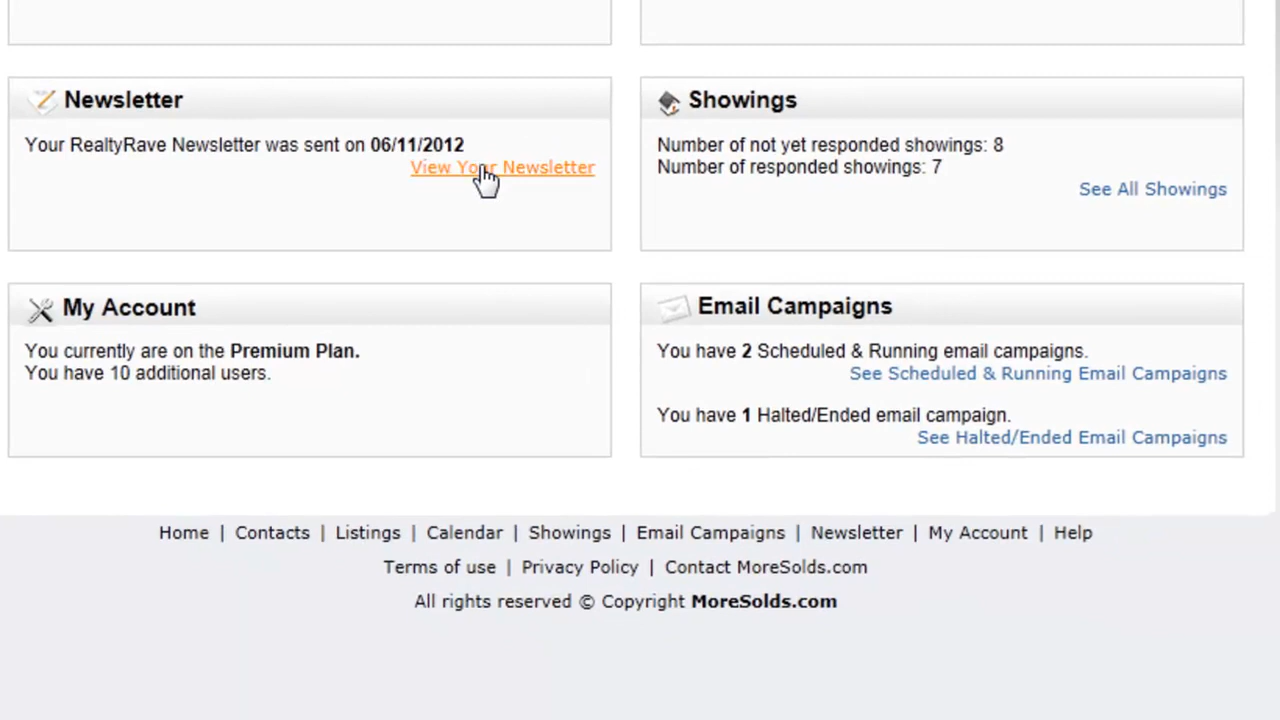 Newsletter
Your RealtyRave Newsletter was sent on 06/11/2012
View Your Newsletter
Showings
Number of not yet responded showings: 8
Number of responded showings: 7
See All Showings
My Account
You currently are on the Premium Plan.
You have 10 additional users.
Email Campaigns
You have 2 Scheduled & Running email campaigns.
See Scheduled & Running Email Campaigns
You have 1 Halted/Ended email campaign.
See Halted/Ended Email Campaigns
Home | Contacts | Listings | Calendar | Showings | Email Campaigns | Newsletter | My Account | Help
Terms of use | Privacy Policy | Contact MoreSolds.com
All rights reserved © Copyright MoreSolds.com